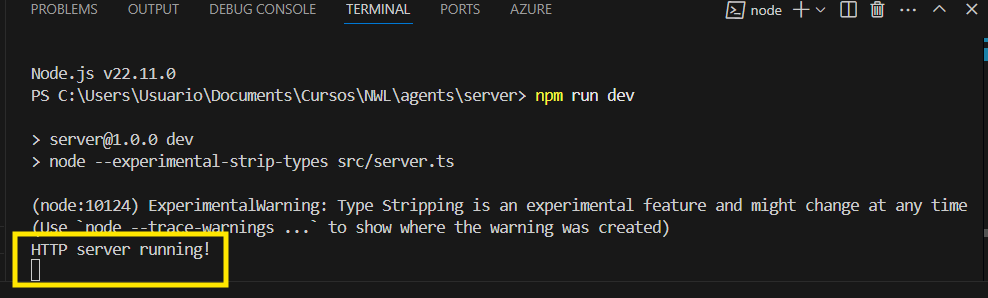 PROBLEMS OUTPUT DEBUG CONSOLE TERMINAL PORTS AZURE node
Node.js v22.11.0
PS C:\Users\Usuario\Documents\Cursos\NWL\agents\server> npm run dev
> server@1.0.0 dev
> node --experimental-strip-types src/server.ts
(node:10124) ExperimentalWarning: Type Stripping is an experimental feature and might change at any time
(Use `node --trace-warnings ...` to show where the warning was created)
HTTP server running!